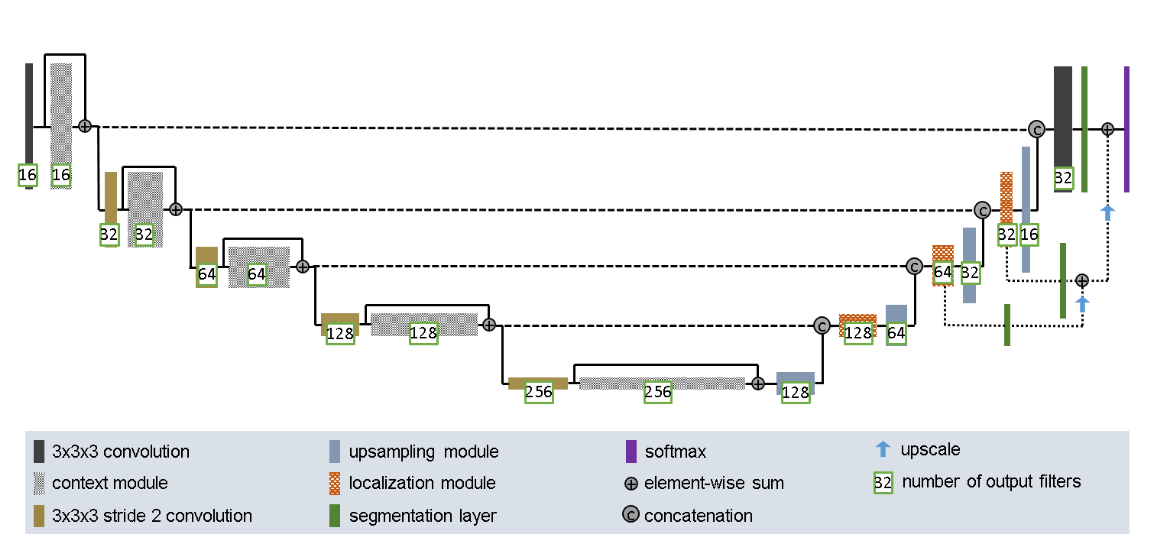 C
16
16
32
C
32
32
32
16
64
64
C
64
32
128
128
C
128
64
256
256
128
3x3x3 convolution
upsampling module
softmax
upscale
context module
localization module
element-wise sum
32 number of output filters
3x3x3 stride 2 convolution
segmentation layer
C concatenation